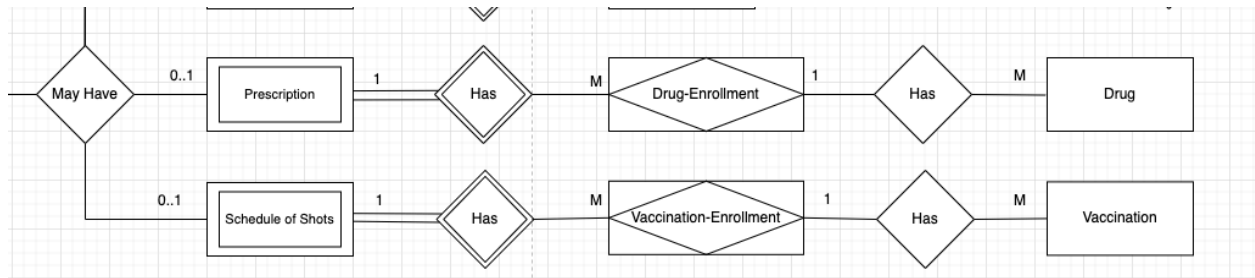 May Have
0..1
Prescription
1
Has
M
Drug-Enrollment
1
Has
M
Drug
0..1
Schedule of Shots
1
Has
M
Vaccination-Enrollment
1
Has
M
Vaccination